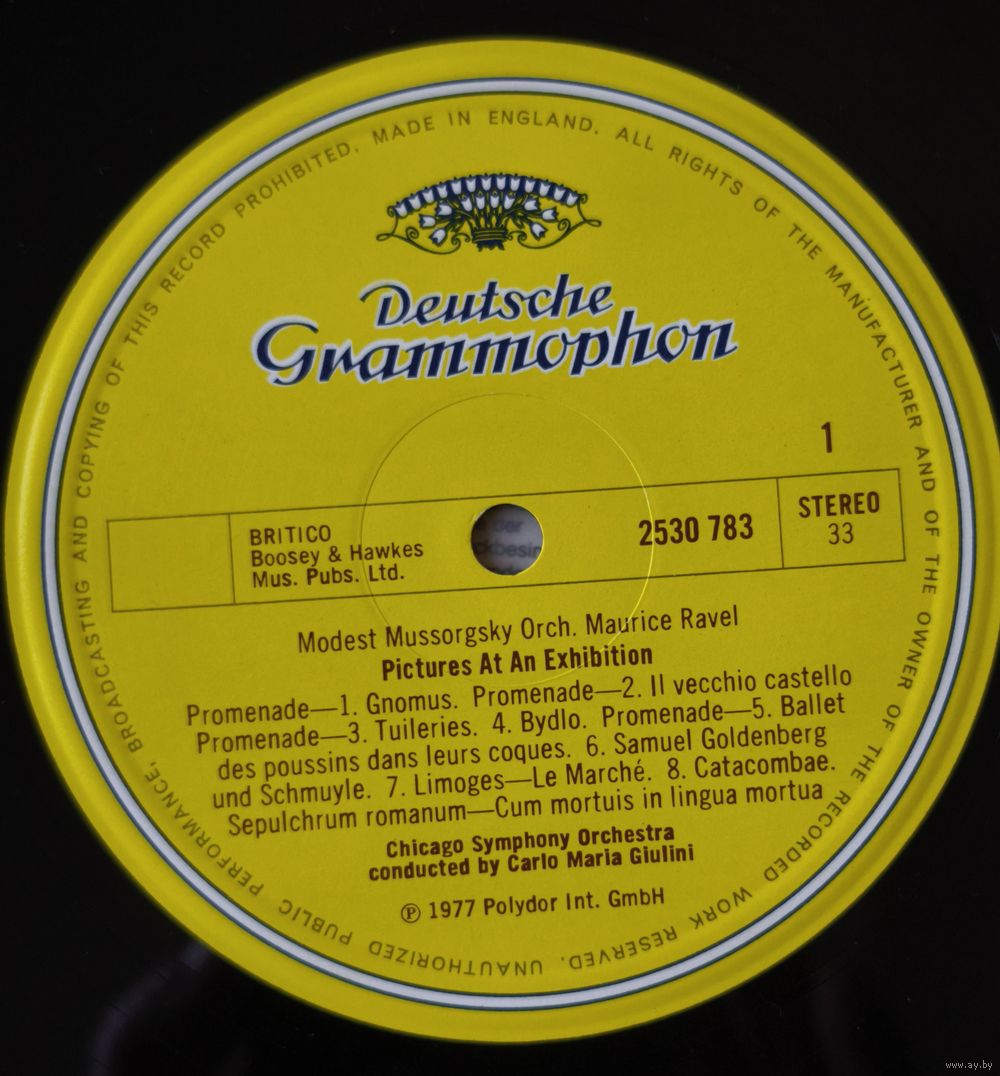 BROADCASTING AND COPYING OF THIS RECORD PROHIBITED. MADE IN ENGLAND. ALL RIGHTS OF THE MANUFACTURER AND OF THE OWNER OF THE RECORDED WORK RESERVED. UNAUTHORIZED PUBLIC PERFORMANCE,
Deutsche
Grammophon
1
BRITICO
Boosey & Hawkes
Mus. Pubs. Ltd.
2530 783
STEREO
33
Modest Mussorgsky Orch. Maurice Ravel
Pictures At An Exhibition
Promenade—1. Gnomus. Promenade—2. Il vecchio castello
Promenade—3. Tuileries. 4. Bydlo. Promenade—5. Ballet
des poussins dans leurs coques. 6. Samuel Goldenberg
und Schmuyle. 7. Limoges—Le Marché. 8. Catacombae.
Sepulchrum romanum—Cum mortuis in lingua mortua
Chicago Symphony Orchestra
conducted by Carlo Maria Giulini
℗ 1977 Polydor Int. GmbH
www.ay.by